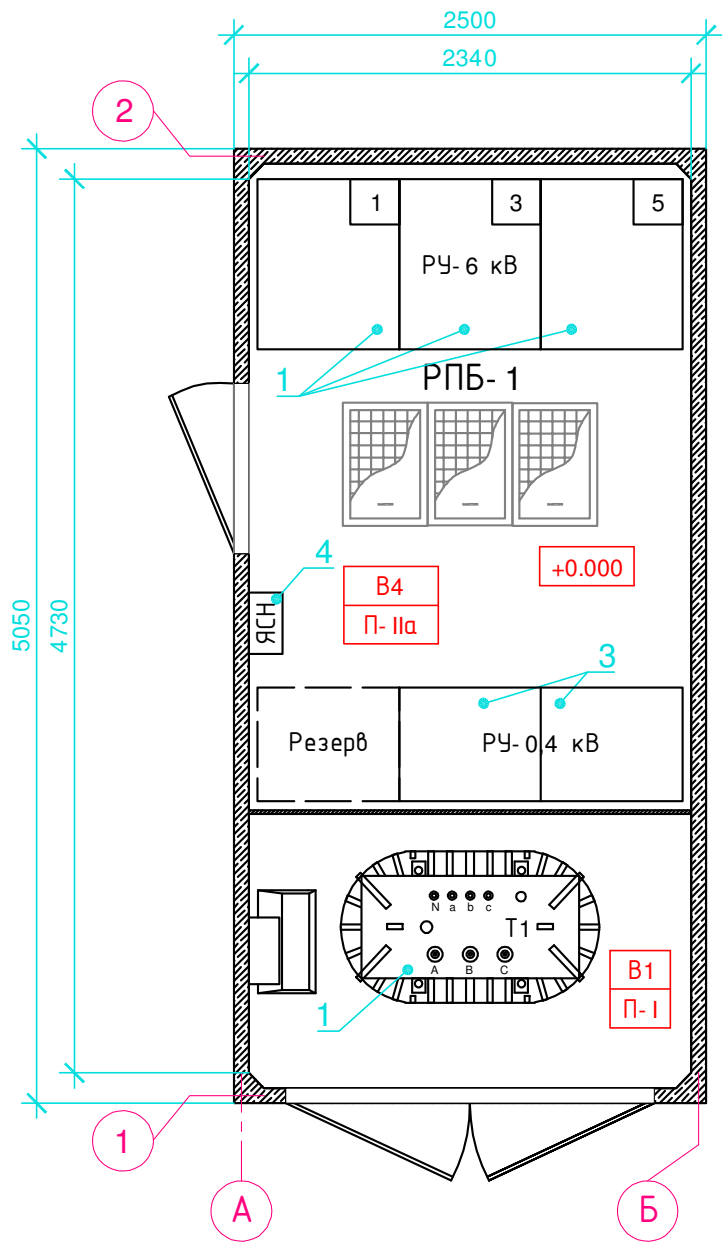 2500
2340
2
1
3
5
РУ- 6 кВ
1
РПБ- 1
4
+0.000
В4
П- IIа
ЯСН
5050
4730
3
Резерв
РУ- 0,4 кВ
N a b c
Т1
A B C
1
В1
П- I
1
А
Б